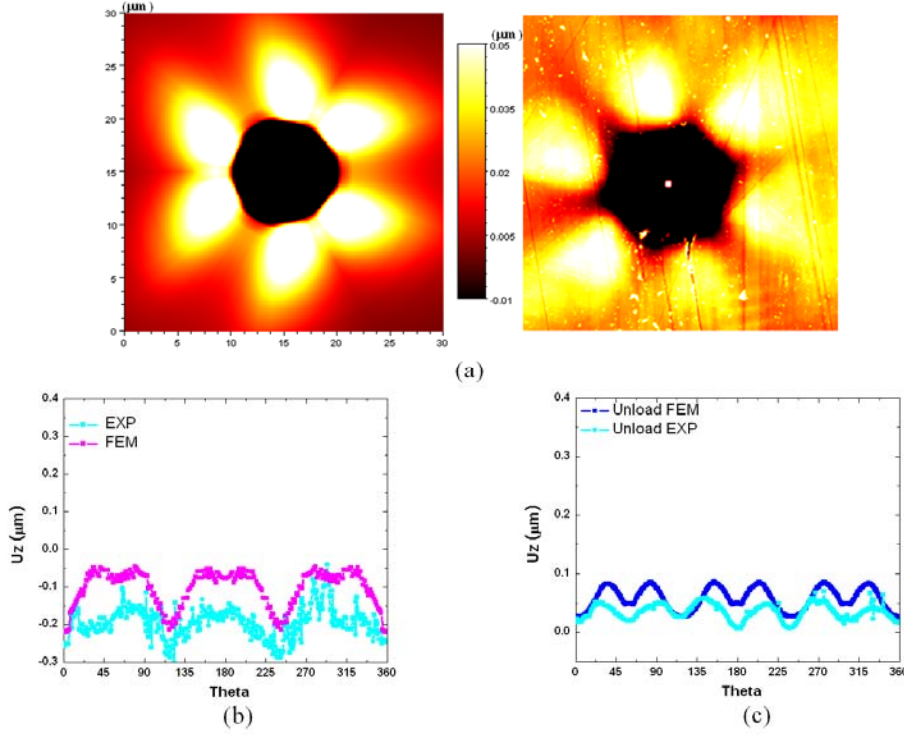 (μm)
30
25
20
15
10
5
0
0 5 10 15 20 25 30
(μm)
0.05
0.035
0.02
0.005
-0.01
(a)
0.4
0.3
0.2
0.1
0.0
-0.1
-0.2
-0.3
Uz (μm)
EXP
FEM
0 45 90 135 180 225 270 315 360
Theta
(b)
0.4
0.3
0.2
0.1
0.0
Uz (μm)
Unload FEM
Unload EXP
0 45 90 135 180 225 270 315 360
Theta
(c)